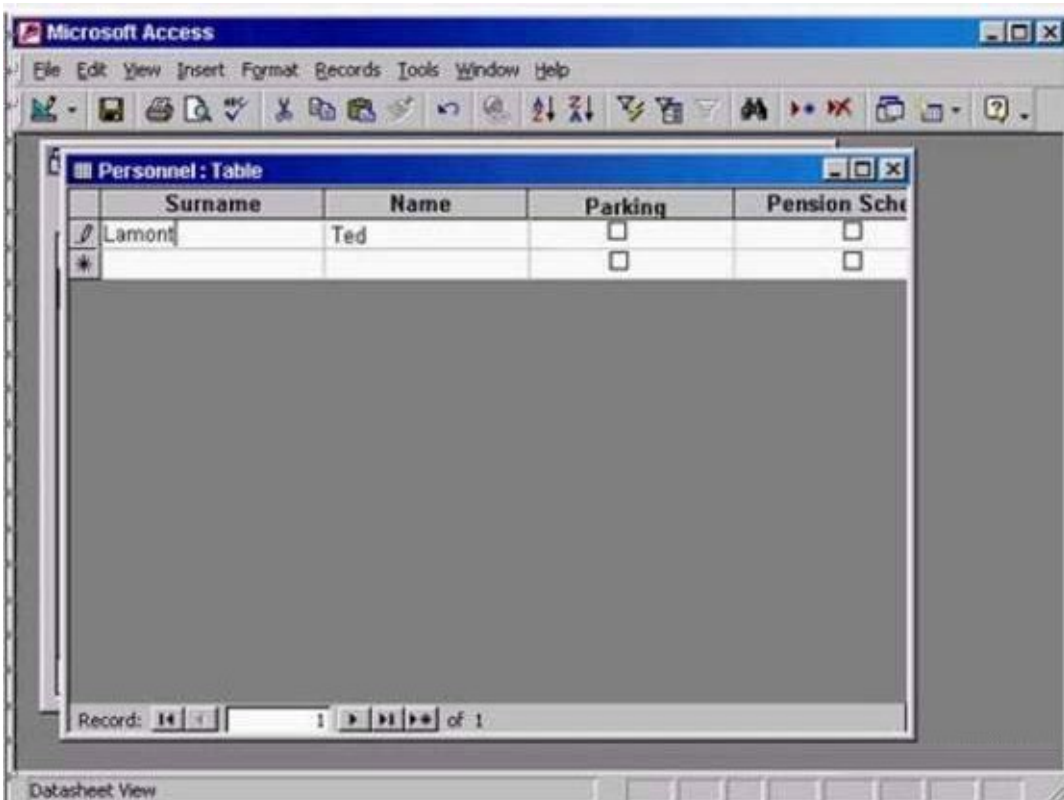 Microsoft Access
File Edit View Insert Format Records Tools Window Help
Personnel : Table
Surname Name Parking Pension Sche
Lamont Ted
Record: 1 of 1
Datasheet View